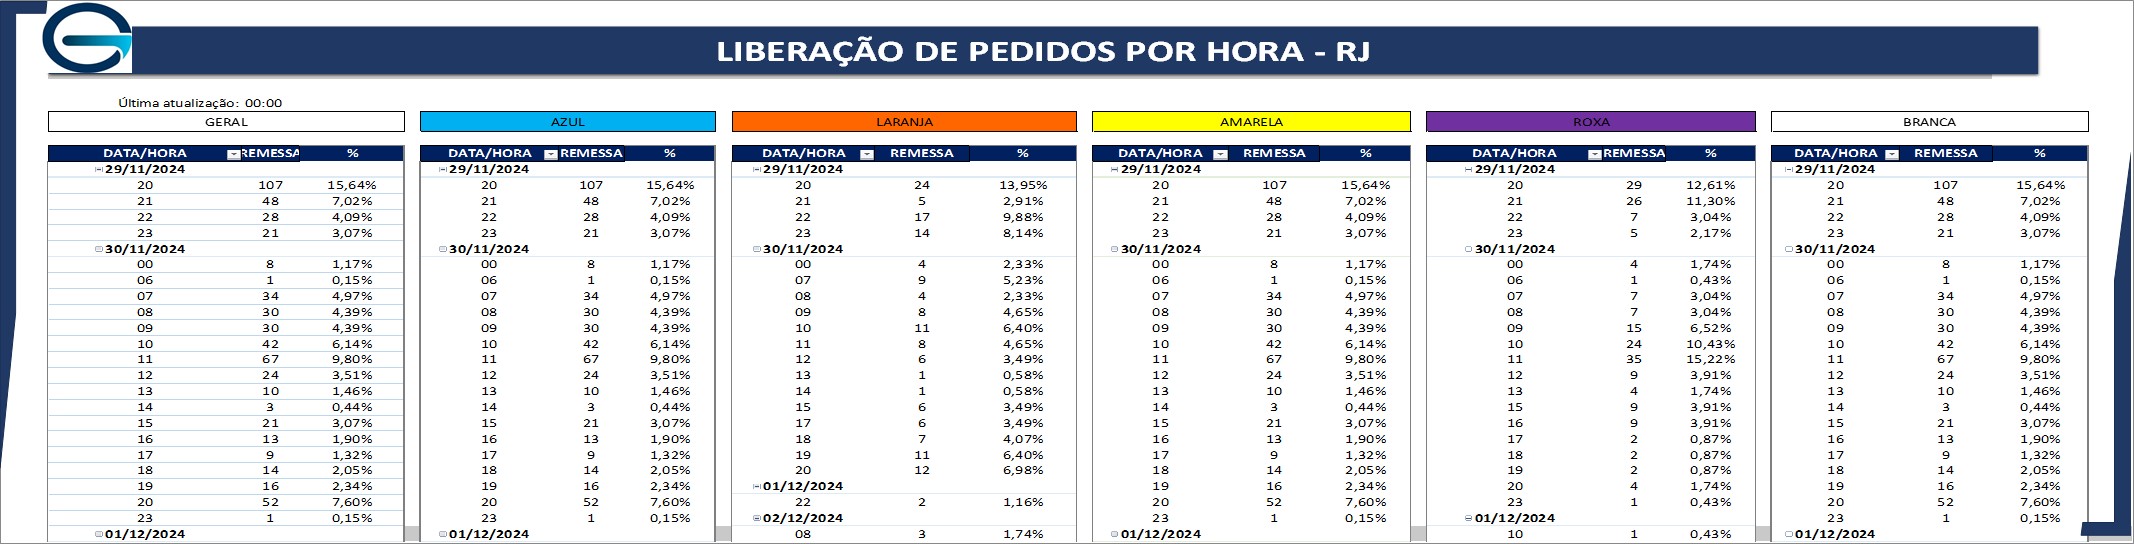 LIBERAÇÃO DE PEDIDOS POR HORA - RJ
Última atualização: 00:00
GERAL AZUL LARANJA AMARELA ROXA BRANCA
DATA/HORA REMESSA % DATA/HORA REMESSA % DATA/HORA REMESSA % DATA/HORA REMESSA % DATA/HORA REMESSA % DATA/HORA REMESSA %
29/11/2024 29/11/2024 29/11/2024 29/11/2024 29/11/2024 29/11/2024
20 107 15,64% 20 107 15,64% 20 24 13,95% 20 107 15,64% 20 29 12,61% 20 107 15,64%
21 48 7,02% 21 48 7,02% 21 5 2,91% 21 48 7,02% 21 26 11,30% 21 48 7,02%
22 28 4,09% 22 28 4,09% 22 17 9,88% 22 28 4,09% 22 7 3,04% 22 28 4,09%
23 21 3,07% 23 21 3,07% 23 14 8,14% 23 21 3,07% 23 5 2,17% 23 21 3,07%
30/11/2024 30/11/2024 30/11/2024 30/11/2024 30/11/2024 30/11/2024
00 8 1,17% 00 8 1,17% 00 4 2,33% 00 8 1,17% 00 4 1,74% 00 8 1,17%
06 1 0,15% 06 1 0,15% 07 9 5,23% 06 1 0,15% 06 1 0,43% 06 1 0,15%
07 34 4,97% 07 34 4,97% 08 4 2,33% 07 34 4,97% 07 7 3,04% 07 34 4,97%
08 30 4,39% 08 30 4,39% 09 8 4,65% 08 30 4,39% 08 7 3,04% 08 30 4,39%
09 30 4,39% 09 30 4,39% 10 11 6,40% 09 30 4,39% 09 15 6,52% 09 30 4,39%
10 42 6,14% 10 42 6,14% 11 8 4,65% 10 42 6,14% 10 24 10,43% 10 42 6,14%
11 67 9,80% 11 67 9,80% 12 6 3,49% 11 67 9,80% 11 35 15,22% 11 67 9,80%
12 24 3,51% 12 24 3,51% 13 1 0,58% 12 24 3,51% 12 9 3,91% 12 24 3,51%
13 10 1,46% 13 10 1,46% 14 1 0,58% 13 10 1,46% 13 4 1,74% 13 10 1,46%
14 3 0,44% 14 3 0,44% 15 6 3,49% 14 3 0,44% 15 9 3,91% 14 3 0,44%
15 21 3,07% 15 21 3,07% 17 6 3,49% 15 21 3,07% 16 9 3,91% 15 21 3,07%
16 13 1,90% 16 13 1,90% 18 7 4,07% 16 13 1,90% 17 2 0,87% 16 13 1,90%
17 9 1,32% 17 9 1,32% 19 11 6,40% 17 9 1,32% 18 2 0,87% 17 9 1,32%
18 14 2,05% 18 14 2,05% 20 12 6,98% 18 14 2,05% 19 2 0,87% 18 14 2,05%
19 16 2,34% 19 16 2,34% 01/12/2024 19 16 2,34% 20 4 1,74% 19 16 2,34%
20 52 7,60% 20 52 7,60% 22 2 1,16% 20 52 7,60% 23 1 0,43% 20 52 7,60%
23 1 0,15% 23 1 0,15% 02/12/2024 23 1 0,15% 01/12/2024 23 1 0,15%
01/12/2024 01/12/2024 08 3 1,74% 01/12/2024 10 1 0,43% 01/12/2024